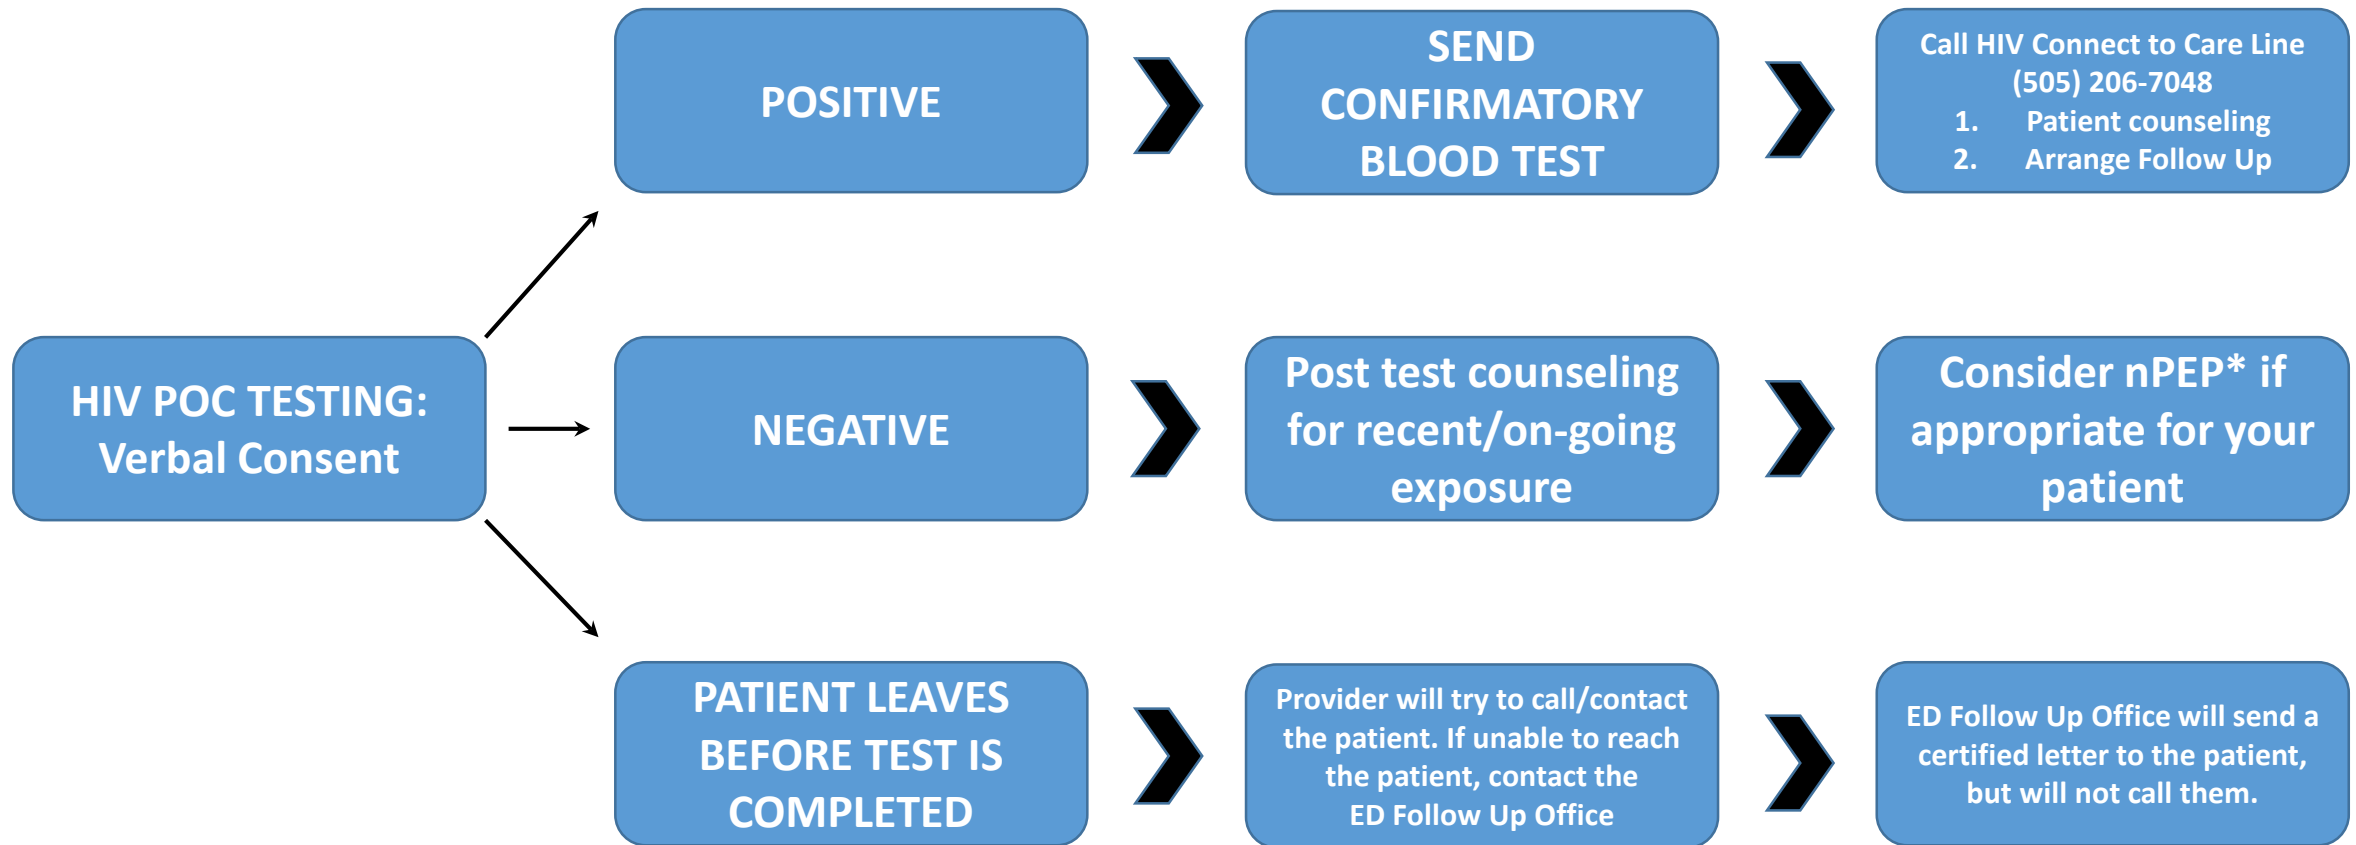 POSITIVE
SEND
CONFIRMATORY
BLOOD TEST
Call HIV Connect to Care Line
(505) 206-7048
1. Patient counseling
2. Arrange Follow Up
HIV POC TESTING:
Verbal Consent
NEGATIVE
Post test counseling
for recent/on-going
exposure
Consider nPEP* if
appropriate for your
patient
PATIENT LEAVES
BEFORE TEST IS
COMPLETED
Provider will try to call/contact
the patient. If unable to reach
the patient, contact the
ED Follow Up Office
ED Follow Up Office will send a
certified letter to the patient,
but will not call them.